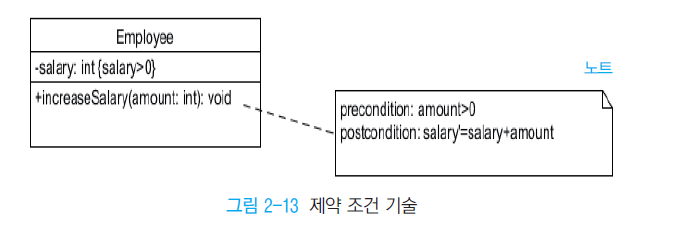 Employee
-salary: int {salary>0}
+increaseSalary(amount: int): void
노트
precondition: amount>0
postcondition: salary'=salary+amount
그림 2-13 제약 조건 기술